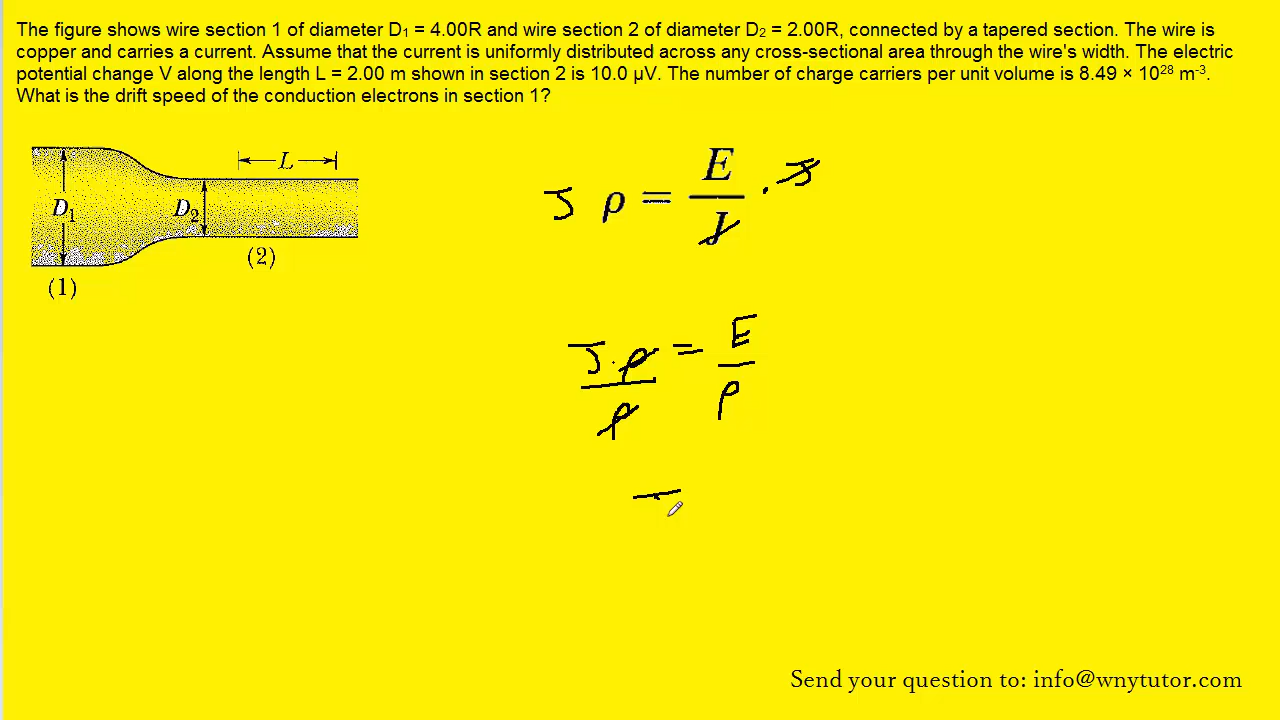 The figure shows wire section 1 of diameter D₁ = 4.00R and wire section 2 of diameter D₂ = 2.00R, connected by a tapered section. The wire is
copper and carries a current. Assume that the current is uniformly distributed across any cross-sectional area through the wire's width. The electric
potential change V along the length L = 2.00 m shown in section 2 is 10.0 µV. The number of charge carriers per unit volume is 8.49 × 10²⁸ m⁻³.
What is the drift speed of the conduction electrons in section 1?
L
D₁
D₂
(2)
(1)
J ρ = E/J · J
J·ρ/ρ = E/ρ
Send your question to: info@wnytutor.com